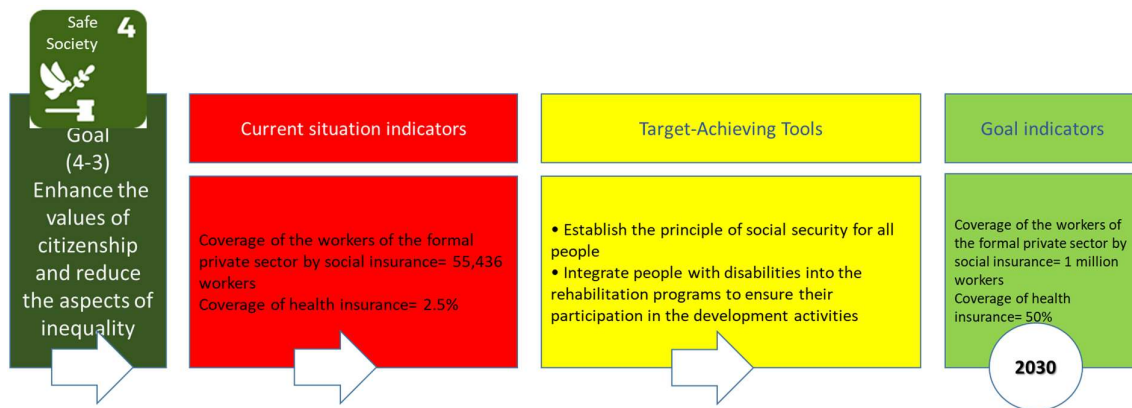 Safe
Society
4
Goal
(4-3)
Enhance the
values of
citizenship
and reduce
the aspects of
inequality
Current situation indicators
Coverage of the workers of the formal
private sector by social insurance= 55,436
workers
Coverage of health insurance= 2.5%
Target-Achieving Tools
• Establish the principle of social security for all
people
• Integrate people with disabilities into the
rehabilitation programs to ensure their
participation in the development activities
Goal indicators
Coverage of the workers of
the formal private sector by
social insurance= 1 million
workers
Coverage of health
insurance= 50%
2030